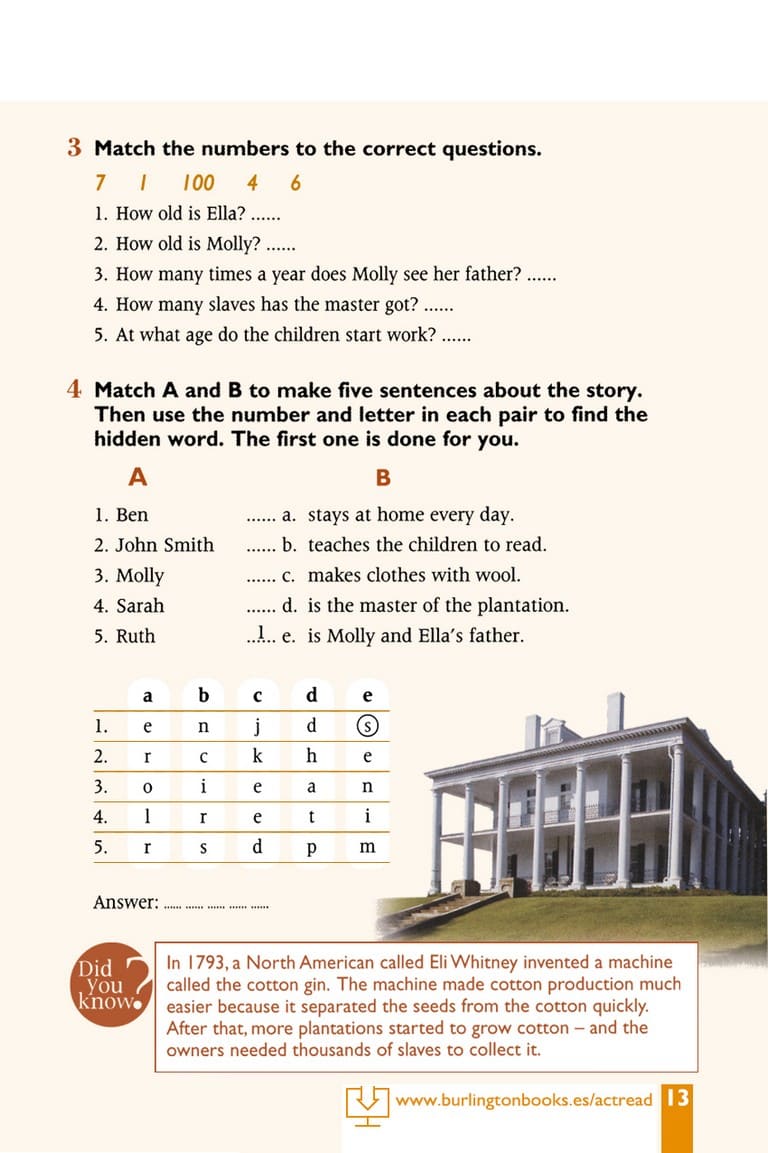 3 Match the numbers to the correct questions.
7 1 100 4 6
1. How old is Ella? ......
2. How old is Molly? ......
3. How many times a year does Molly see her father? ......
4. How many slaves has the master got? ......
5. At what age do the children start work? ......
4 Match A and B to make five sentences about the story.
Then use the number and letter in each pair to find the
hidden word. The first one is done for you.
A B
1. Ben ...... a. stays at home every day.
2. John Smith ...... b. teaches the children to read.
3. Molly ...... c. makes clothes with wool.
4. Sarah ...... d. is the master of the plantation.
5. Ruth ..1.. e. is Molly and Ella's father.
a b c d e
1. e n j d s
2. r c k h e
3. o i e a n
4. l r e t i
5. r s d p m
Answer: ...... ...... ...... ...... ......
Did you know?
In 1793, a North American called Eli Whitney invented a machine
called the cotton gin. The machine made cotton production much
easier because it separated the seeds from the cotton quickly.
After that, more plantations started to grow cotton – and the
owners needed thousands of slaves to collect it.
www.burlingtonbooks.es/actread 13